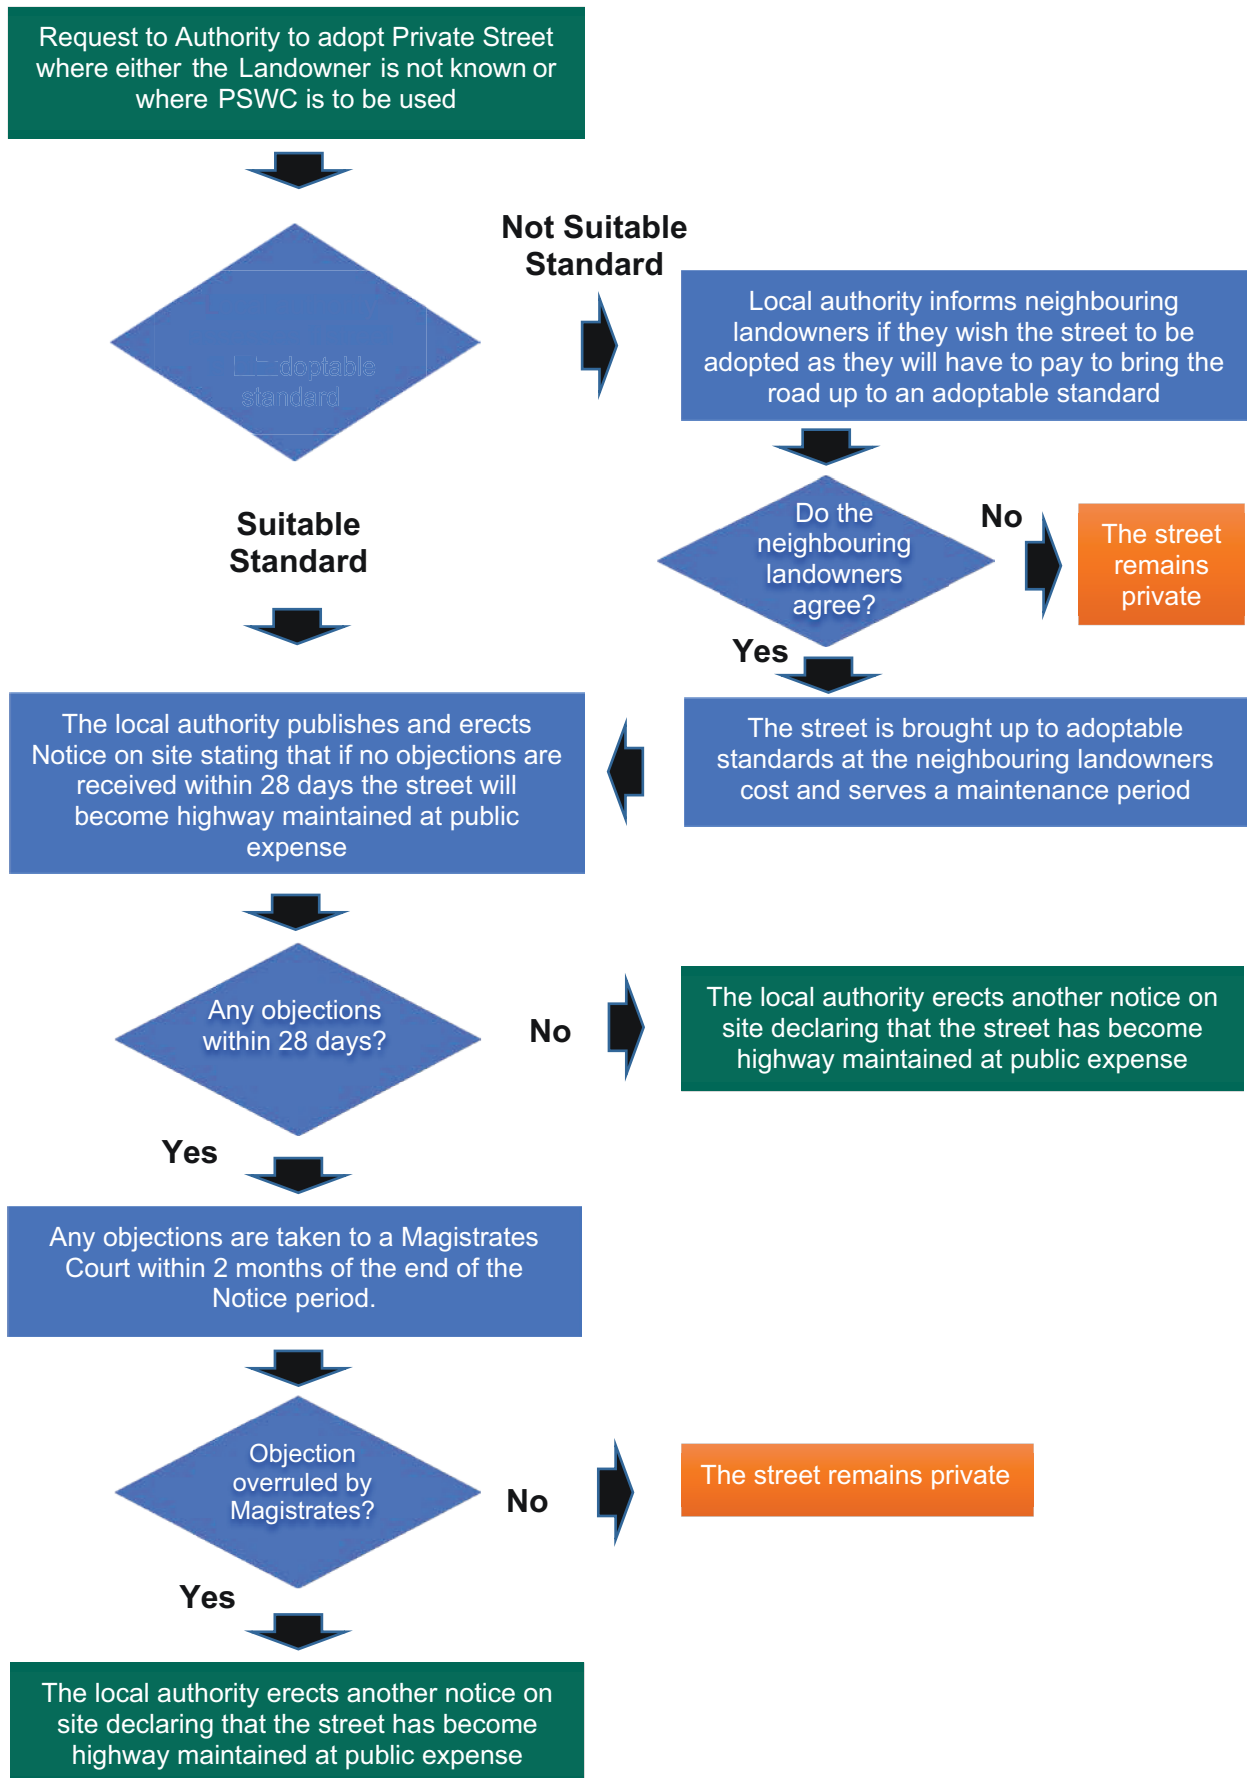 Request to Authority to adopt Private Street
where either the Landowner is not known or
where PSWC is to be used
Not Suitable
Standard
standard
Local authority informs neighbouring
landowners if they wish the street to be
adopted as they will have to pay to bring the
road up to an adoptable standard
Suitable
Standard
Do the
neighbouring
landowners
agree?
No
The street
remains
private
Yes
The local authority publishes and erects
Notice on site stating that if no objections are
received within 28 days the street will
become highway maintained at public
expense
The street is brought up to adoptable
standards at the neighbouring landowners
cost and serves a maintenance period
Any objections
within 28 days?
No
The local authority erects another notice on
site declaring that the street has become
highway maintained at public expense
Yes
Any objections are taken to a Magistrates
Court within 2 months of the end of the
Notice period.
Objection
overruled by
Magistrates?
No
The street remains private
Yes
The local authority erects another notice on
site declaring that the street has become
highway maintained at public expense